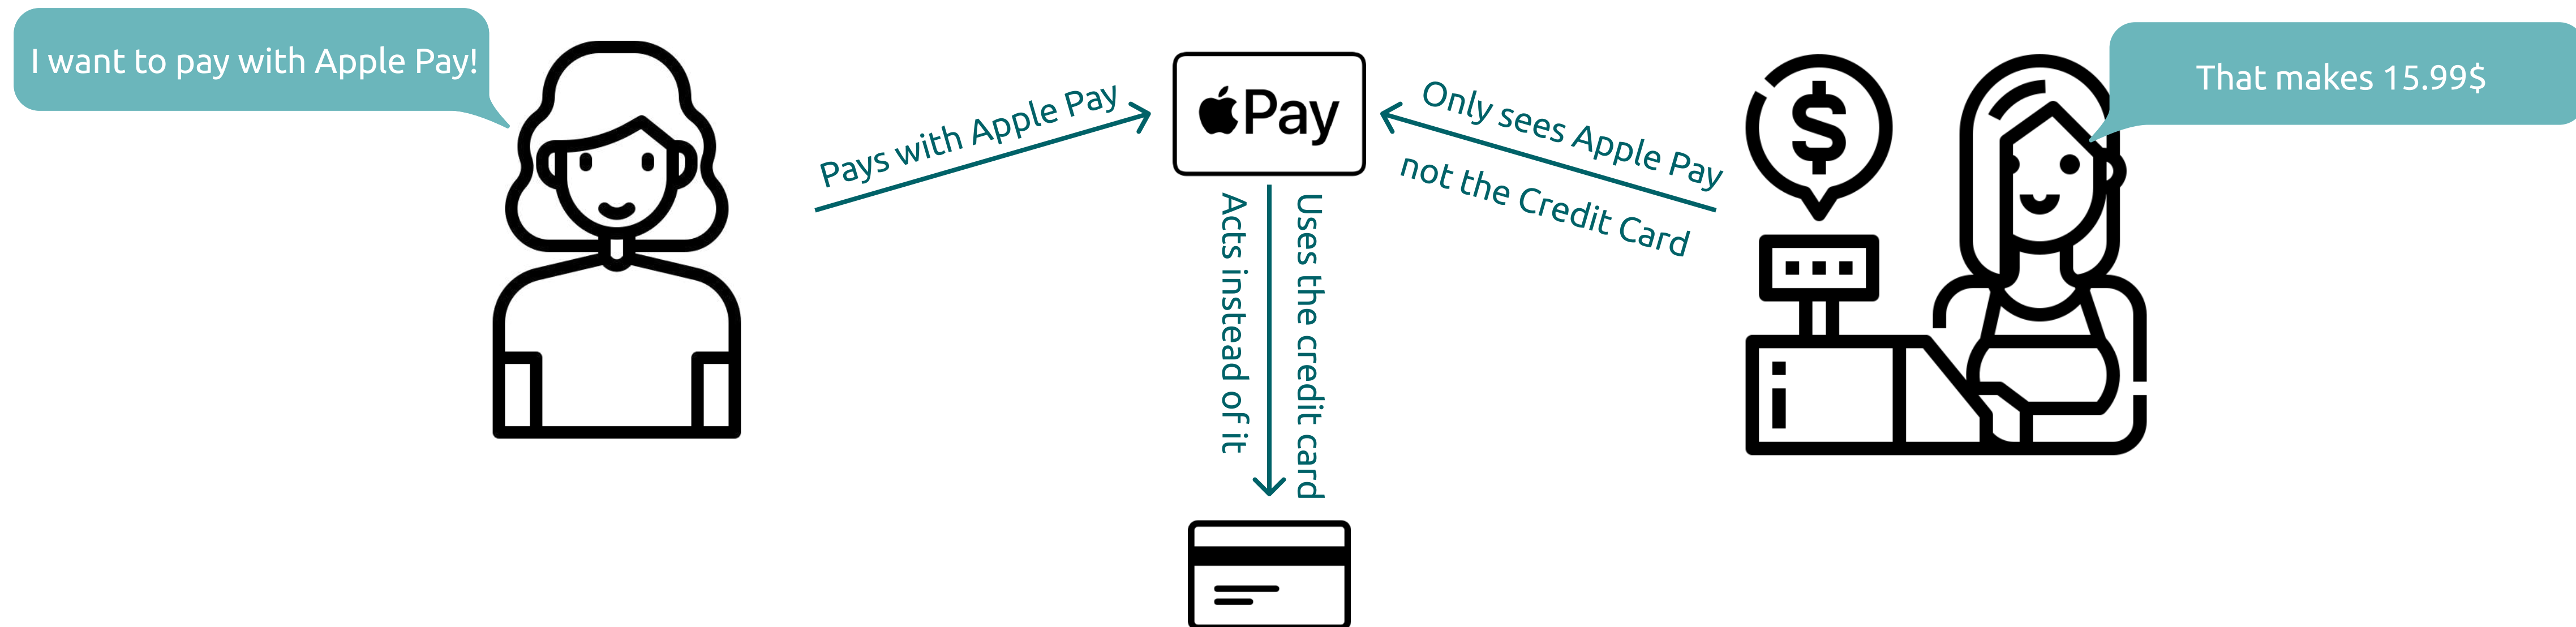 I want to pay with Apple Pay!
Pays with Apple Pay
Pay
Only sees Apple Pay
not the Credit Card
That makes 15.99$
Uses the credit card
Acts instead of it
$